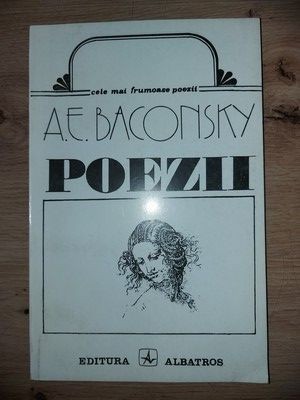 cele mai frumoase poezii
A.E. BACONSKY
POEZII
EDITURA ALBATROS